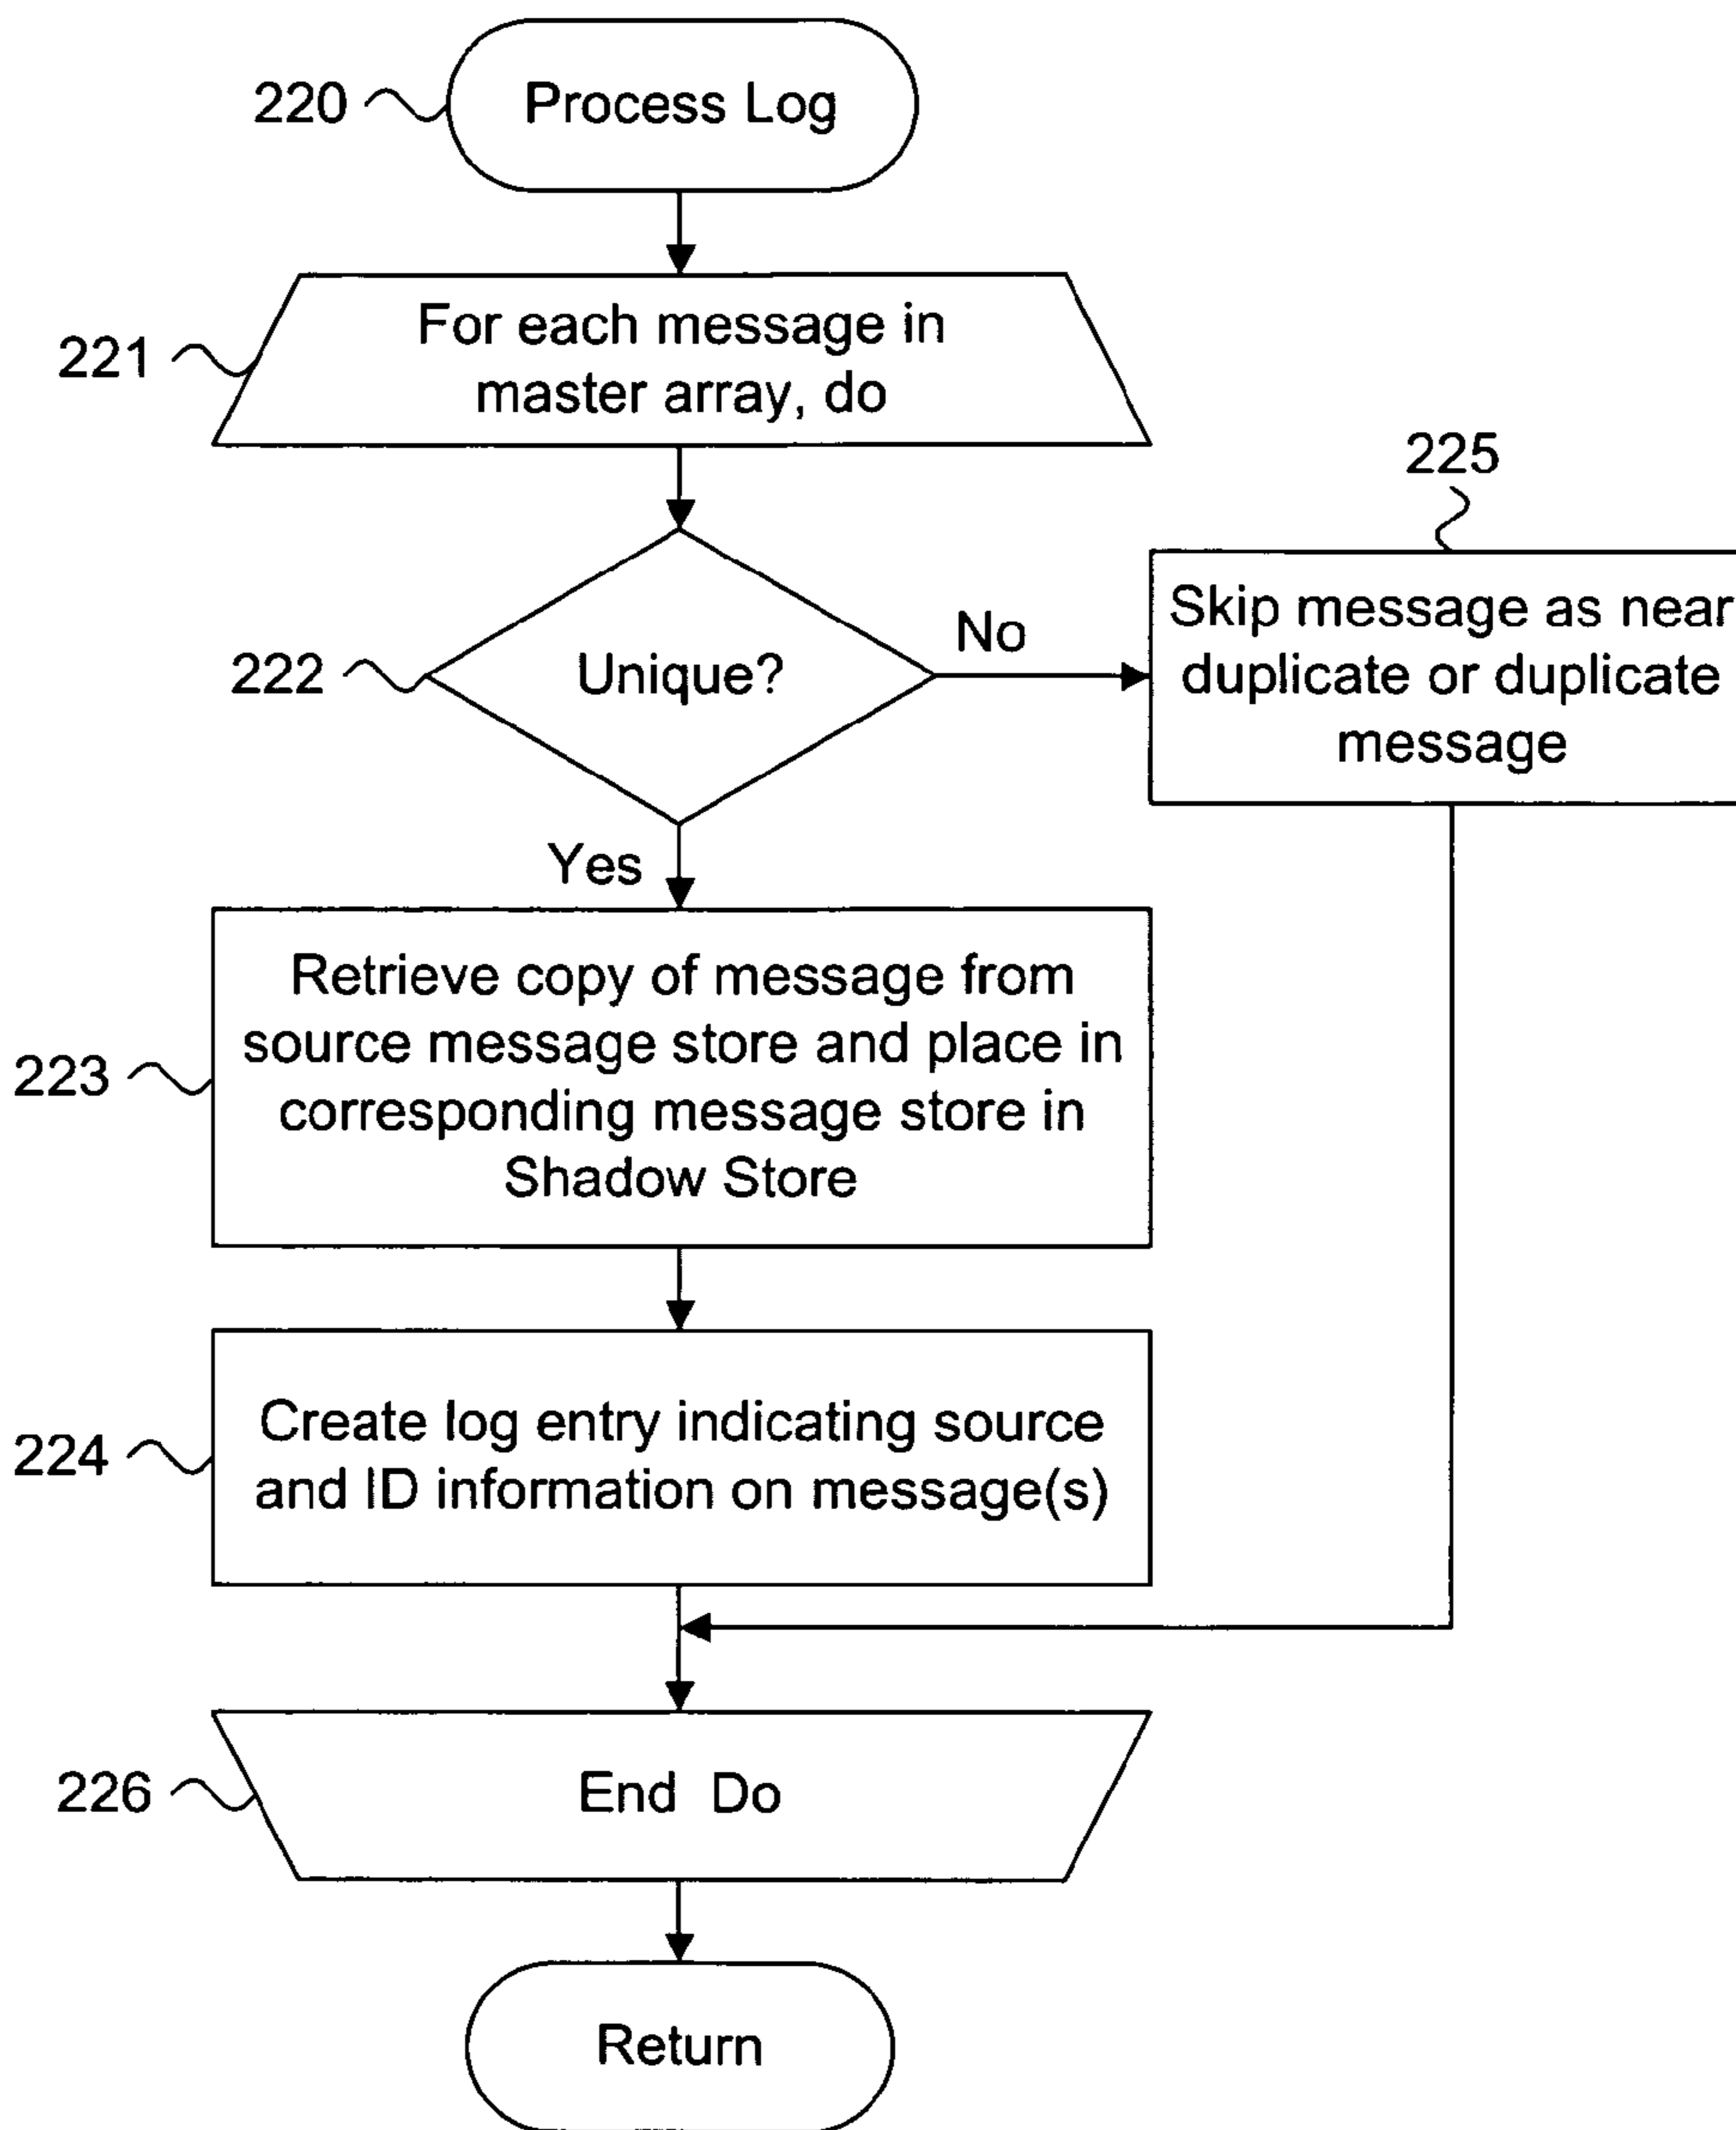 220
Process Log
221
For each message in
master array, do
225
222
Unique?
No
Skip message as near
duplicate or duplicate
message
Yes
223
Retrieve copy of message from
source message store and place in
corresponding message store in
Shadow Store
224
Create log entry indicating source
and ID information on message(s)
226
End Do
Return